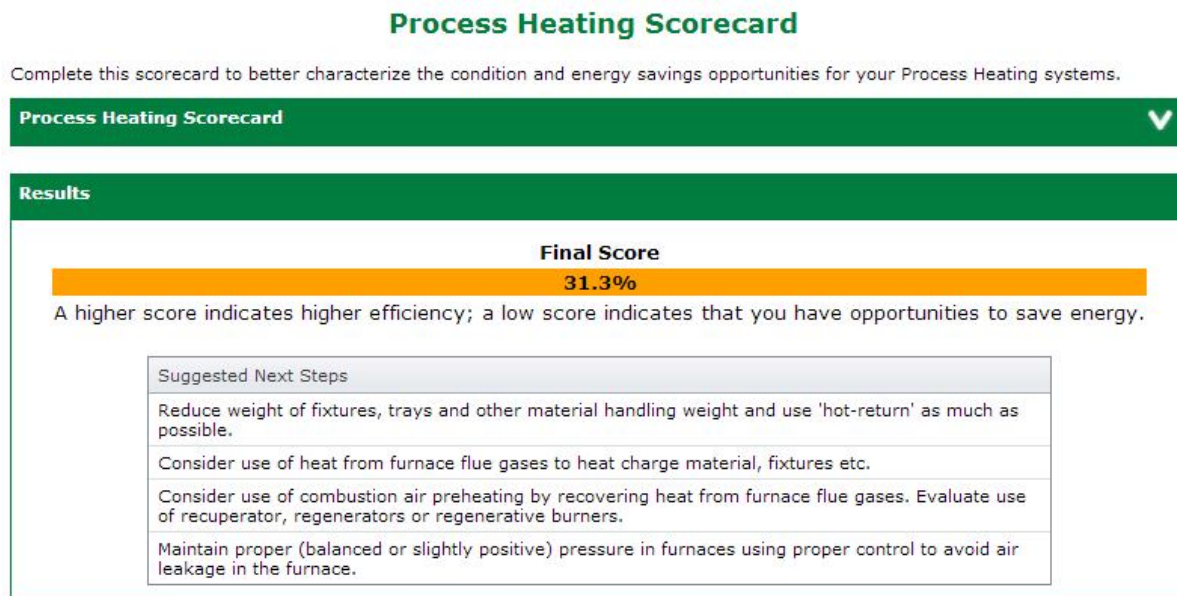 Process Heating Scorecard
Complete this scorecard to better characterize the condition and energy savings opportunities for your Process Heating systems.
Process Heating Scorecard
Results
Final Score
31.3%
A higher score indicates higher efficiency; a low score indicates that you have opportunities to save energy.
Suggested Next Steps
Reduce weight of fixtures, trays and other material handling weight and use 'hot-return' as much as
possible.
Consider use of heat from furnace flue gases to heat charge material, fixtures etc.
Consider use of combustion air preheating by recovering heat from furnace flue gases. Evaluate use
of recuperator, regenerators or regenerative burners.
Maintain proper (balanced or slightly positive) pressure in furnaces using proper control to avoid air
leakage in the furnace.